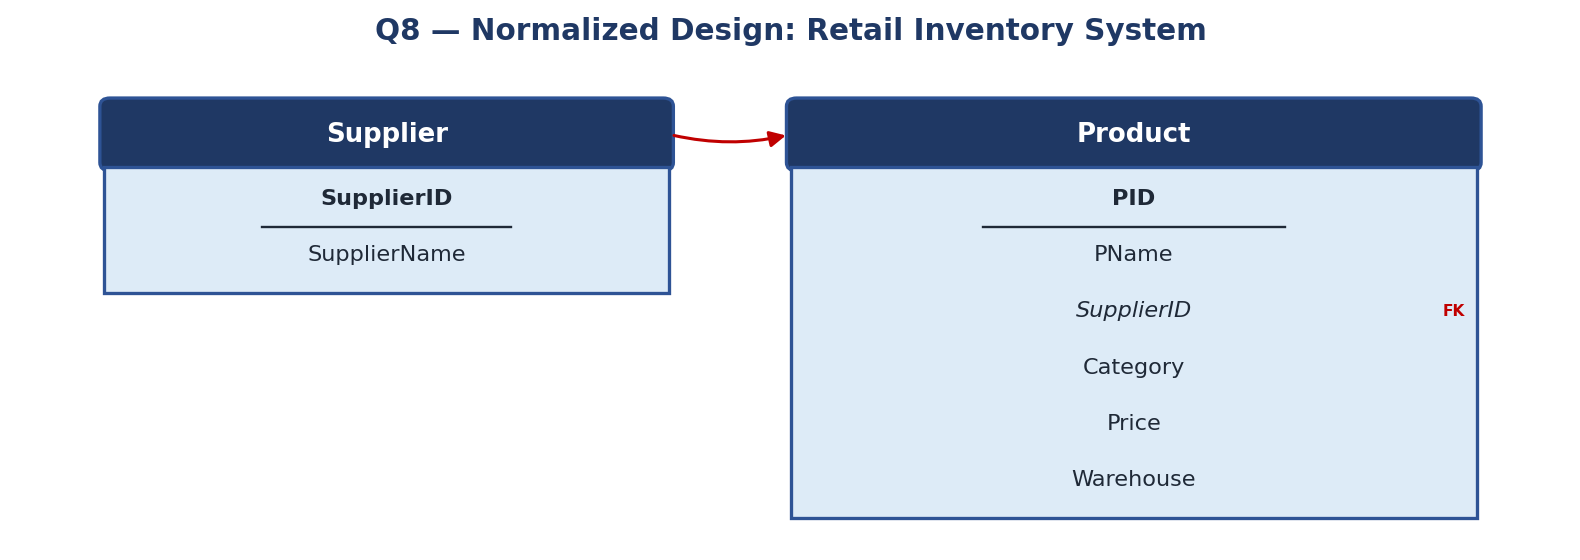 Q8 — Normalized Design: Retail Inventory System
Supplier
SupplierID
SupplierName
Product
PID
PName
SupplierID FK
Category
Price
Warehouse